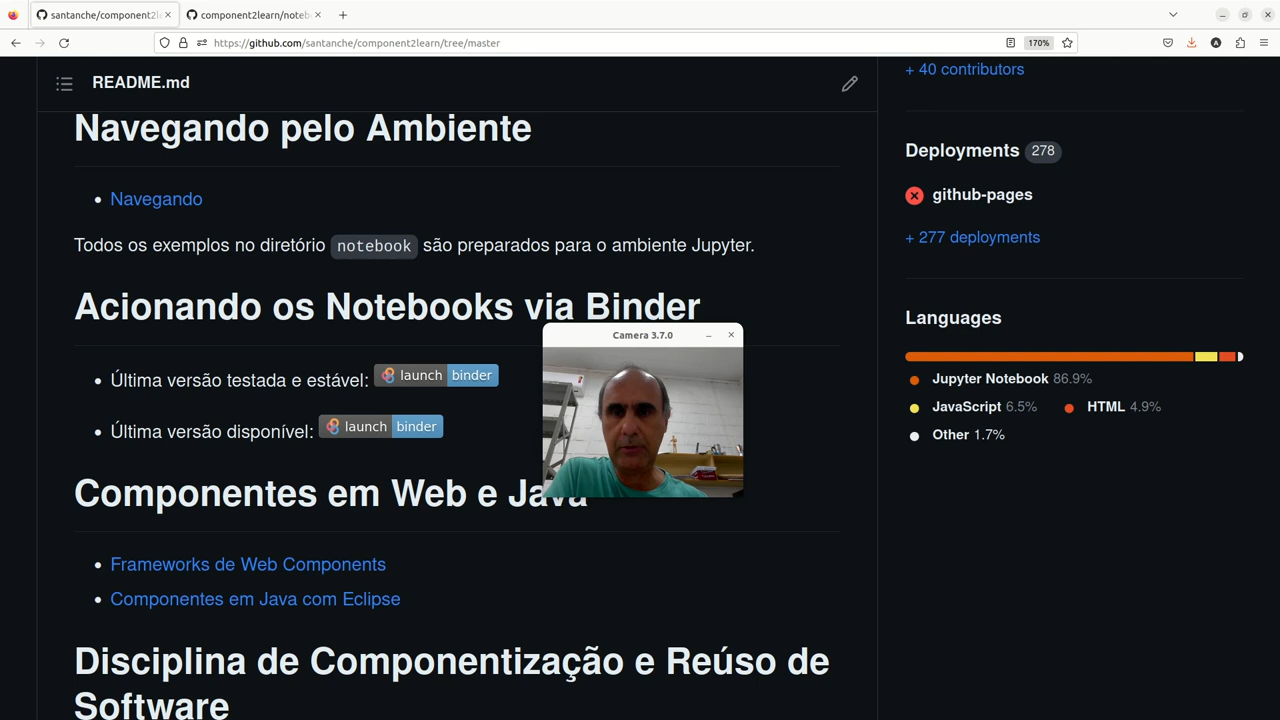 santanche/component2l
component2learn/noteb
https://github.com/santanche/component2learn/tree/master
170%
README.md
+ 40 contributors
Navegando pelo Ambiente
Deployments 278
Navegando
github-pages
Todos os exemplos no diretório notebook são preparados para o ambiente Jupyter.
+ 277 deployments
Acionando os Notebooks via Binder
Languages
Camera 3.7.0
Última versão testada e estável: launch binder
Jupyter Notebook 86.9%
JavaScript 6.5% HTML 4.9%
Última versão disponível: launch binder
Other 1.7%
Componentes em Web e Java
Frameworks de Web Components
Componentes em Java com Eclipse
Disciplina de Componentização e Reúso de
Software